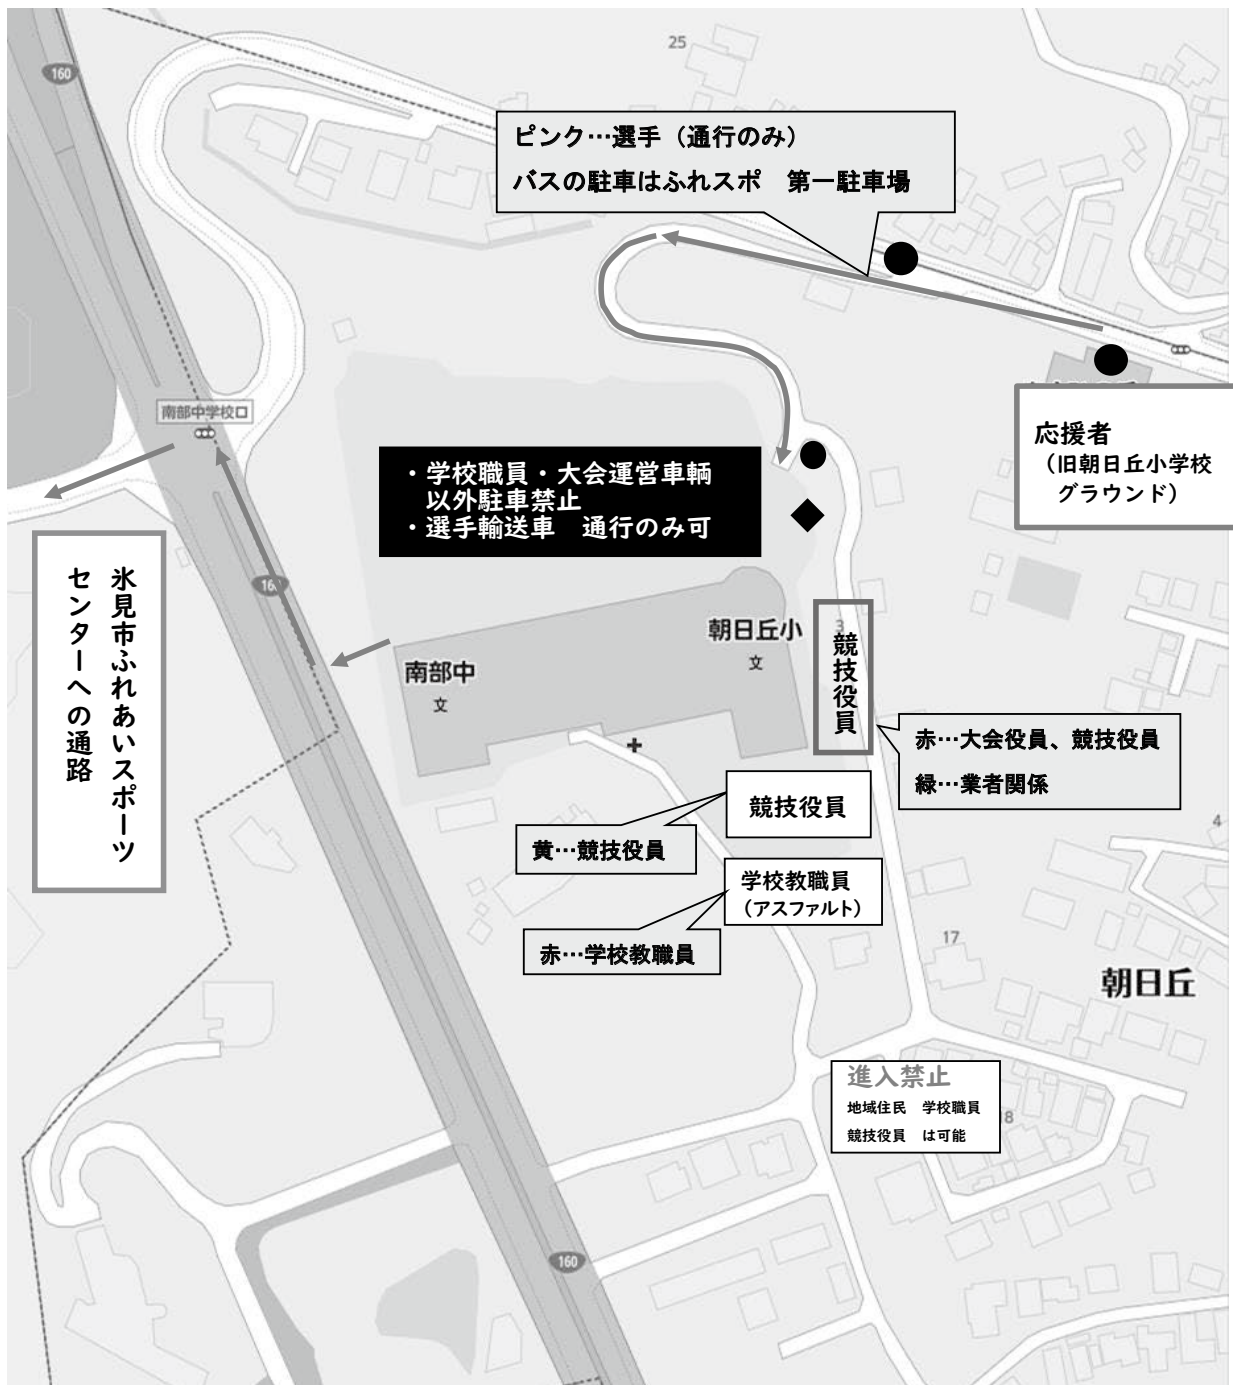 25
160
ピンク…選手（通行のみ）
バスの駐車はふれスポ　第一駐車場
南部中学校口
応援者
（旧朝日丘小学校
グラウンド）
・学校職員・大会運営車輌
以外駐車禁止
・選手輸送車　通行のみ可
氷見市ふれあいスポーツ
センターへの通路
160
3
朝日丘小
文
南部中
文
競技役員
赤…大会役員、競技役員
緑…業者関係
競技役員
黄…競技役員
4
学校教職員
（アスファルト）
赤…学校教職員
17
朝日丘
進入禁止
地域住民　学校職員
競技役員　は可能
18
160